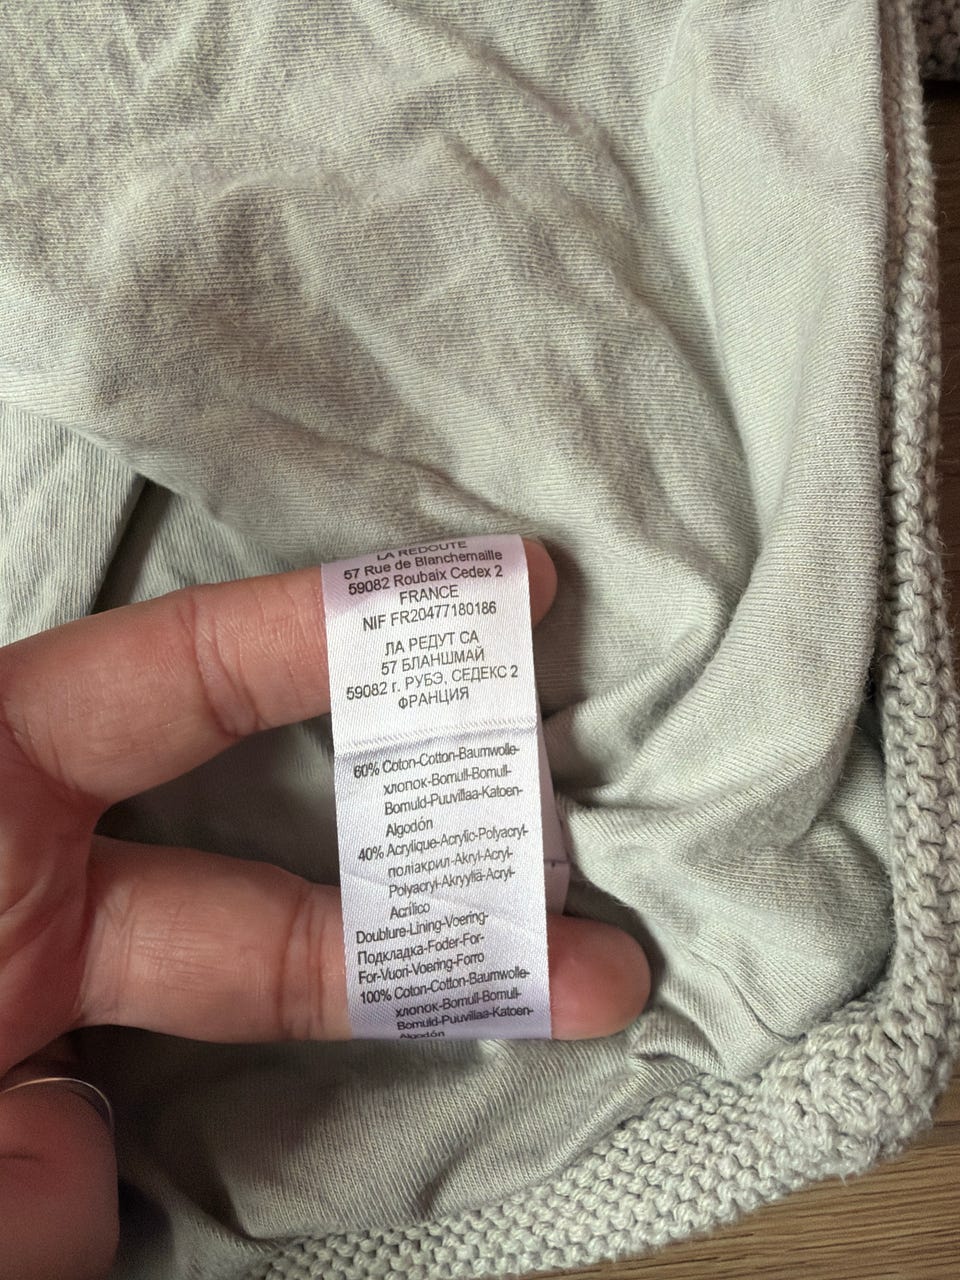 LA REDOUTE
57 Rue de Blanchemaille
59082 Roubaix Cedex 2
FRANCE
NIF FR20477180186
ЛА РЕДУТ СА
57 БЛАНШМАЙ
59082 г. РУБЭ, СЕДЕКС 2
ФРАНЦИЯ
60% Coton-Cotton-Baumwolle-
хлопок-Bomull-Bomull-
Bomuld-Puuvillaa-Katoen-
Algodón
40% Acrylique-Acrylic-Polyacryl-
поліакрил-Akryl-Acryl-
Polyacryl-Akryyliä-Acryl-
Acrílico
Doublure-Lining-Voering-
Подкладка-Foder-For-
For-Vuori-Voering-Forro
100% Coton-Cotton-Baumwolle-
хлопок-Bomull-Bomull-
Bomuld-Puuvillaa-Katoen-
Algodón